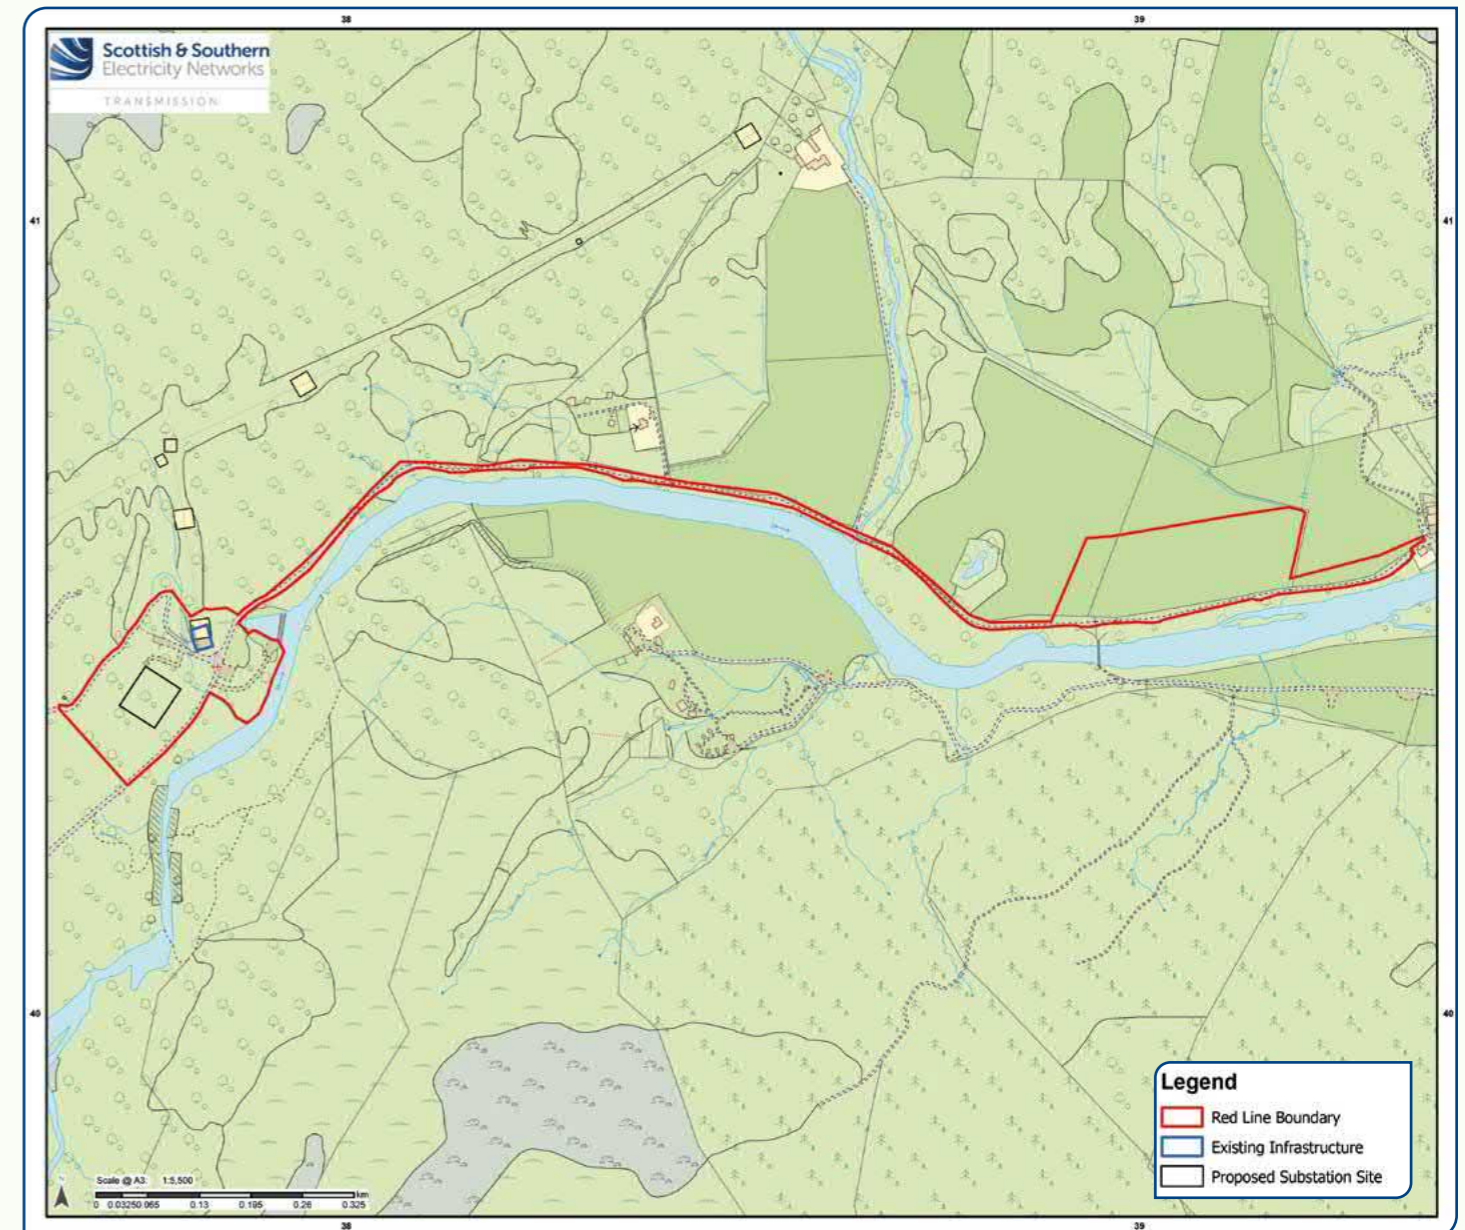 38
39
Scottish & Southern
Electricity Networks
TRANSMISSION
41
41
40
40
Legend
Red Line Boundary
Existing Infrastructure
Proposed Substation Site
Scale @ A3: 1:5,500
km
0 0.0325 0.065 0.13 0.195 0.26 0.325
38
39